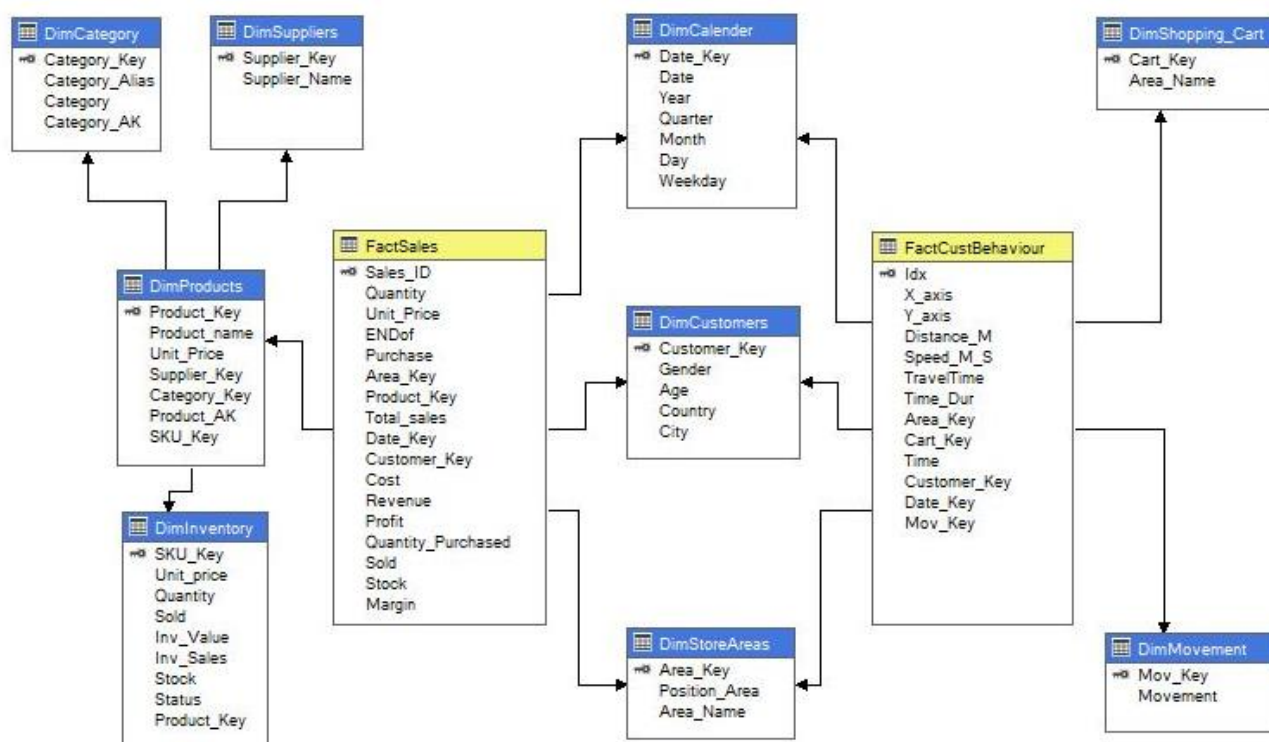 DimCategory
Category_Key
Category_Alias
Category
Category_AK
DimSuppliers
Supplier_Key
Supplier_Name
DimCalender
Date_Key
Date
Year
Quarter
Month
Day
Weekday
DimShopping_Cart
Cart_Key
Area_Name
DimProducts
Product_Key
Product_name
Unit_Price
Supplier_Key
Category_Key
Product_AK
SKU_Key
FactSales
Sales_ID
Quantity
Unit_Price
ENDof
Purchase
Area_Key
Product_Key
Total_sales
Date_Key
Customer_Key
Cost
Revenue
Profit
Quantity_Purchased
Sold
Stock
Margin
DimCustomers
Customer_Key
Gender
Age
Country
City
FactCustBehaviour
Idx
X_axis
Y_axis
Distance_M
Speed_M_S
TravelTime
Time_Dur
Area_Key
Cart_Key
Time
Customer_Key
Date_Key
Mov_Key
DimInventory
SKU_Key
Unit_price
Quantity
Sold
Inv_Value
Inv_Sales
Stock
Status
Product_Key
DimStoreAreas
Area_Key
Position_Area
Area_Name
DimMovement
Mov_Key
Movement